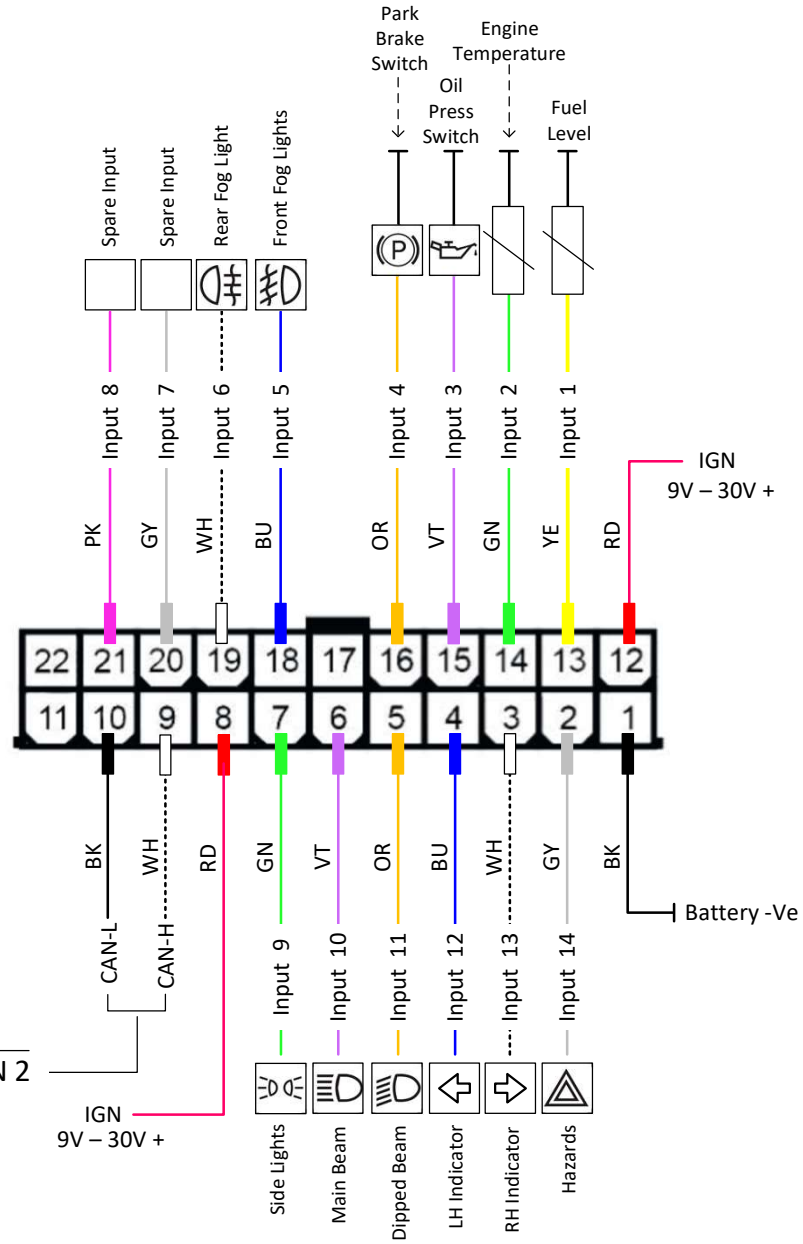 Park
Brake
Switch
Engine
Temperature
Oil
Press
Switch
Fuel
Level
Spare Input
Spare Input
Rear Fog Light
Front Fog Lights
(P)
Input 8
Input 7
Input 6
Input 5
Input 4
Input 3
Input 2
Input 1
IGN
9V – 30V +
PK
GY
WH
BU
OR
VT
GN
YE
RD
22 21 20 19 18 17 16 15 14 13 12
11 10 9 8 7 6 5 4 3 2 1
BK
WH
RD
GN
VT
OR
BU
WH
GY
BK
Battery -Ve
CAN-L
CAN-H
Input 9
Input 10
Input 11
Input 12
Input 13
Input 14
N 2
IGN
9V – 30V +
Side Lights
Main Beam
Dipped Beam
LH Indicator
RH Indicator
Hazards